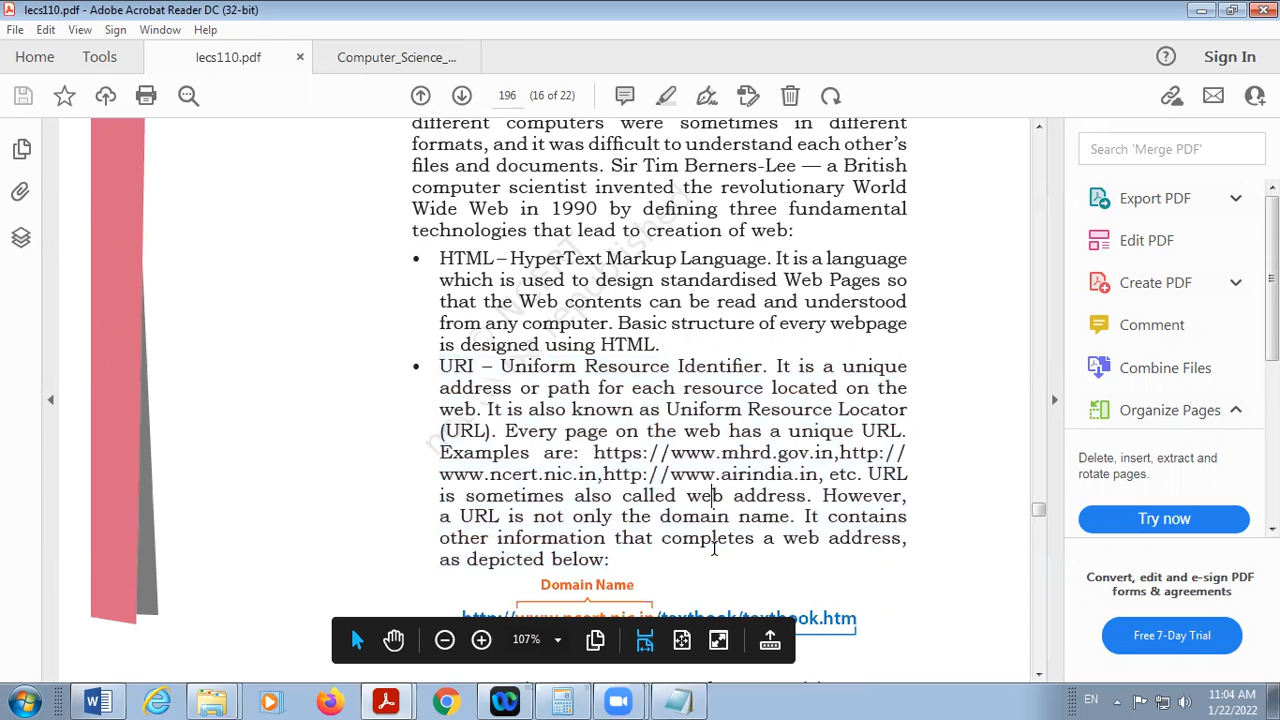 lecs110.pdf - Adobe Acrobat Reader DC (32-bit)
File Edit View Sign Window Help
Home Tools lecs110.pdf × Computer_Science_... Sign In
196 (16 of 22)
different computers were sometimes in different
formats, and it was difficult to understand each other's
files and documents. Sir Tim Berners-Lee — a British
computer scientist invented the revolutionary World
Wide Web in 1990 by defining three fundamental
technologies that lead to creation of web:
• HTML – HyperText Markup Language. It is a language
which is used to design standardised Web Pages so
that the Web contents can be read and understood
from any computer. Basic structure of every webpage
is designed using HTML.
• URI – Uniform Resource Identifier. It is a unique
address or path for each resource located on the
web. It is also known as Uniform Resource Locator
(URL). Every page on the web has a unique URL.
Examples are: https://www.mhrd.gov.in,http://
www.ncert.nic.in,http://www.airindia.in, etc. URL
is sometimes also called web address. However,
a URL is not only the domain name. It contains
other information that completes a web address,
as depicted below:
Domain Name
http://www.ncert.nic.in/textbook/textbook.htm
107%
Search 'Merge PDF'
Export PDF
Edit PDF
Create PDF
Comment
Combine Files
Organize Pages
Delete, insert, extract and
rotate pages.
Try now
Convert, edit and e-sign PDF
forms & agreements
Free 7-Day Trial
EN
11:04 AM
1/22/2022